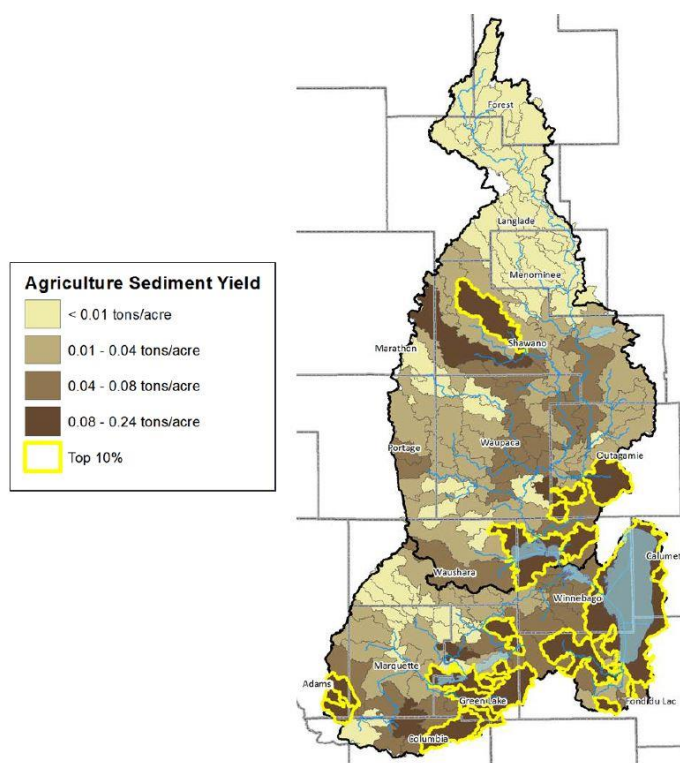 Forest
Langlade
Menominee
Agriculture Sediment Yield
< 0.01 tons/acre
0.01 - 0.04 tons/acre
0.04 - 0.08 tons/acre
0.08 - 0.24 tons/acre
Top 10%
Marathon
Shawano
Portage
Waupaca
Outagamie
Waushara
Winnebago
Calumet
Marquette
Adams
Green Lake
Fond du Lac
Columbia